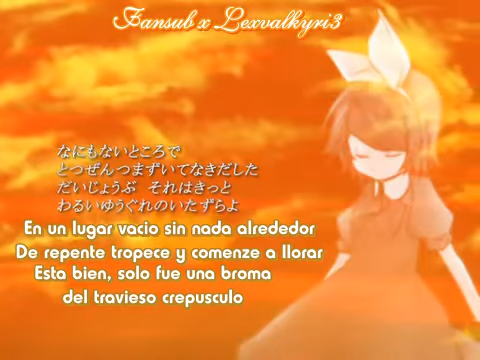 Fansub x Lexvalkyri3
なにもないところで
とつぜんつまずいてなきだした
だいじょうぶ　それはきっと
わるいゆうぐれのいたずらよ
En un lugar vacio sin nada alrededor
De repente tropece y comenze a llorar
Esta bien, solo fue una broma
del travieso crepusculo